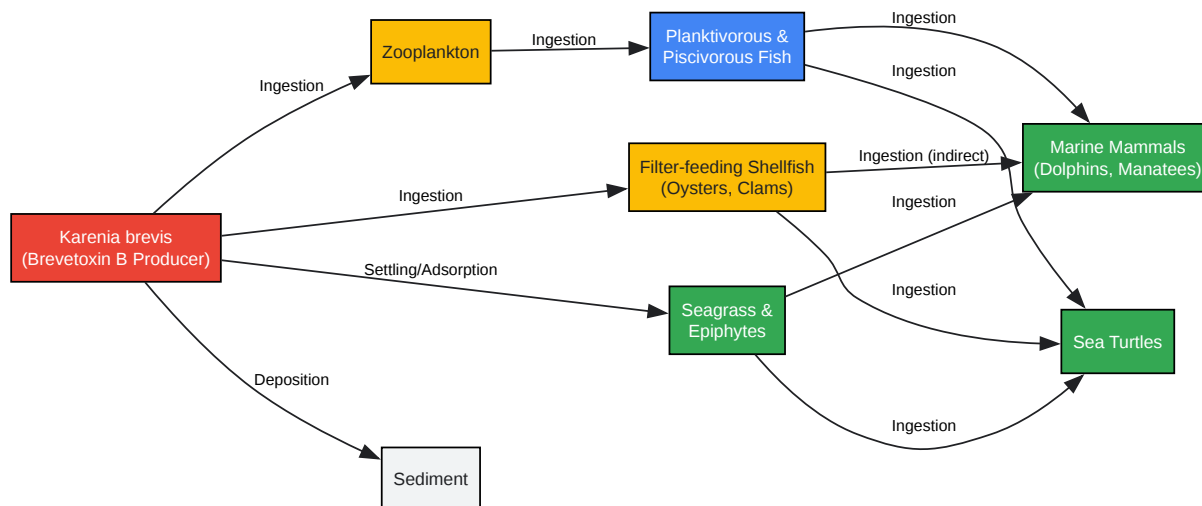 Ingestion
Zooplankton
Ingestion
Planktivorous &
Piscivorous Fish
Ingestion
Ingestion
Ingestion
Filter-feeding Shellfish
(Oysters, Clams)
Ingestion (indirect)
Marine Mammals
(Dolphins, Manatees)
Ingestion
Karenia brevis
(Brevetoxin B Producer)
Settling/Adsorption
Seagrass &
Epiphytes
Ingestion
Sea Turtles
Ingestion
Deposition
Sediment